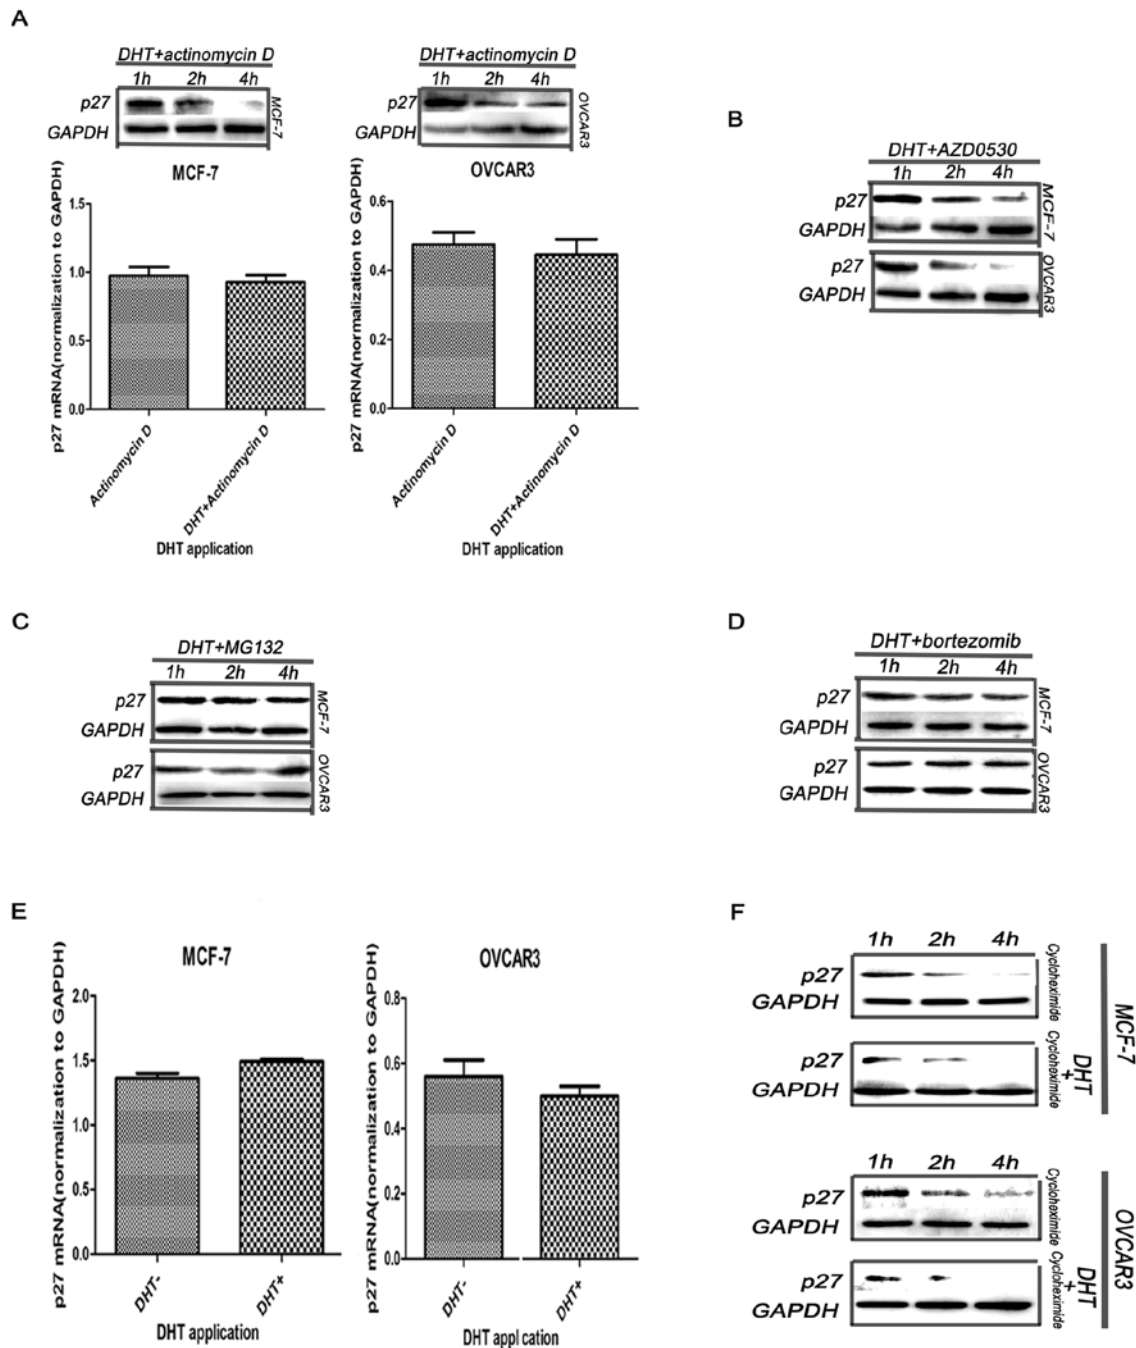 A
DHT+actinomycin D
1h 2h 4h
p27
GAPDH
MCF-7
DHT+actinomycin D
1h 2h 4h
p27
GAPDH
OVCAR3
MCF-7
p27 mRNA(normalization to GAPDH)
1.5
1.0
0.5
0.0
Actinomycin D
DHT+Actinomycin D
DHT application
OVCAR3
p27 mRNA(normalization to GAPDH)
0.6
0.4
0.2
0.0
Actinomycin D
DHT+Actinomycin D
DHT application
B
DHT+AZD0530
1h 2h 4h
p27
GAPDH
MCF-7
p27
GAPDH
OVCAR3
C
DHT+MG132
1h 2h 4h
p27
GAPDH
MCF-7
p27
GAPDH
OVCAR3
D
DHT+bortezomib
1h 2h 4h
p27
GAPDH
MCF-7
p27
GAPDH
OVCAR3
E
MCF-7
p27 mRNA(normalization to GAPDH)
2.0
1.5
1.0
0.5
0.0
DHT-
DHT+
DHT application
OVCAR3
p27 mRNA(normalization to GAPDH)
0.8
0.6
0.4
0.2
0.0
DHT-
DHT+
DHT appl cation
F
1h 2h 4h
p27
GAPDH
Cycloheximide
p27
GAPDH
Cycloheximide
+
DHT
MCF-7
1h 2h 4h
p27
GAPDH
Cycloheximide
p27
GAPDH
Cycloheximide
+
DHT
OVCAR3